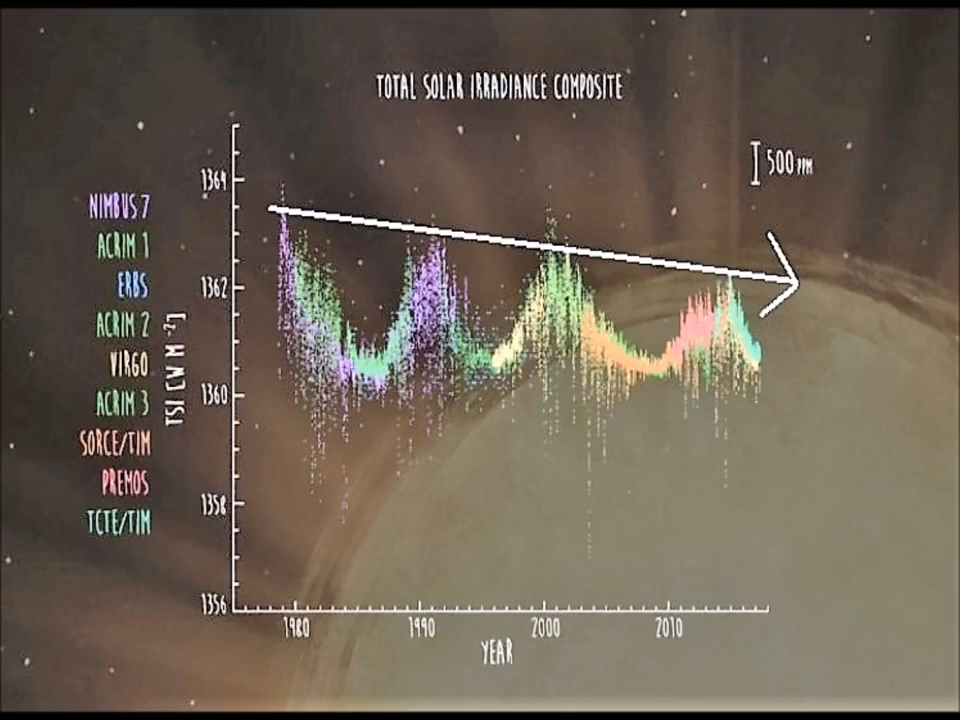 TOTAL SOLAR IRRADIANCE COMPOSITE
500 PPM
NIMBUS 7
ACRIM 1
ERBS
ACRIM 2
VIRGO
ACRIM 3
SORCE/TIM
PREMOS
TCTE/TIM
TSI [W M-2]
1364
1362
1360
1358
1356
1980 1990 2000 2010
YEAR